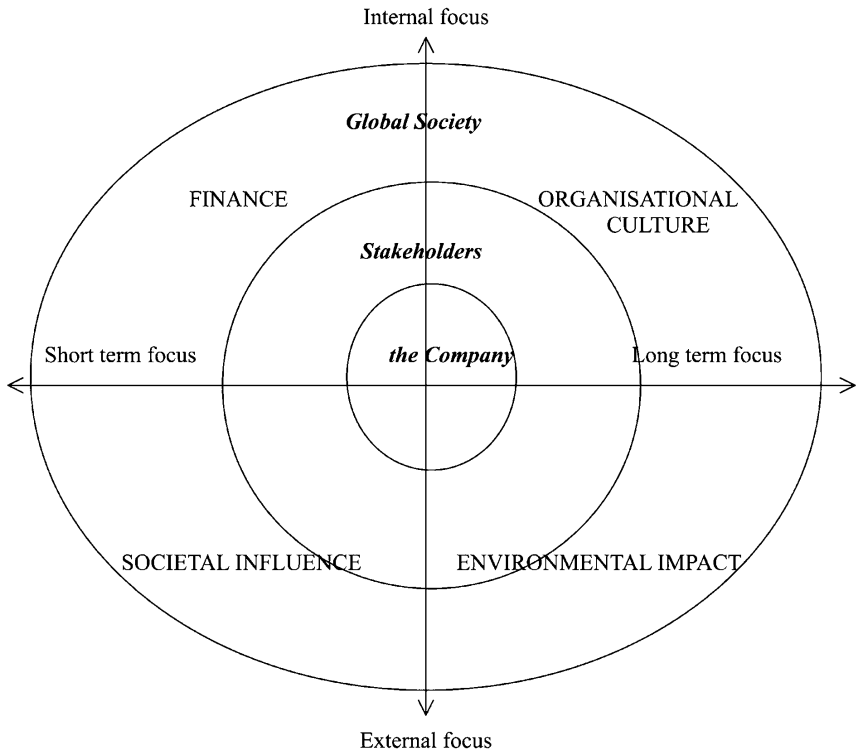 Internal focus
Global Society
FINANCE
ORGANISATIONAL
CULTURE
Stakeholders
Short term focus
the Company
Long term focus
SOCIETAL INFLUENCE
ENVIRONMENTAL IMPACT
External focus